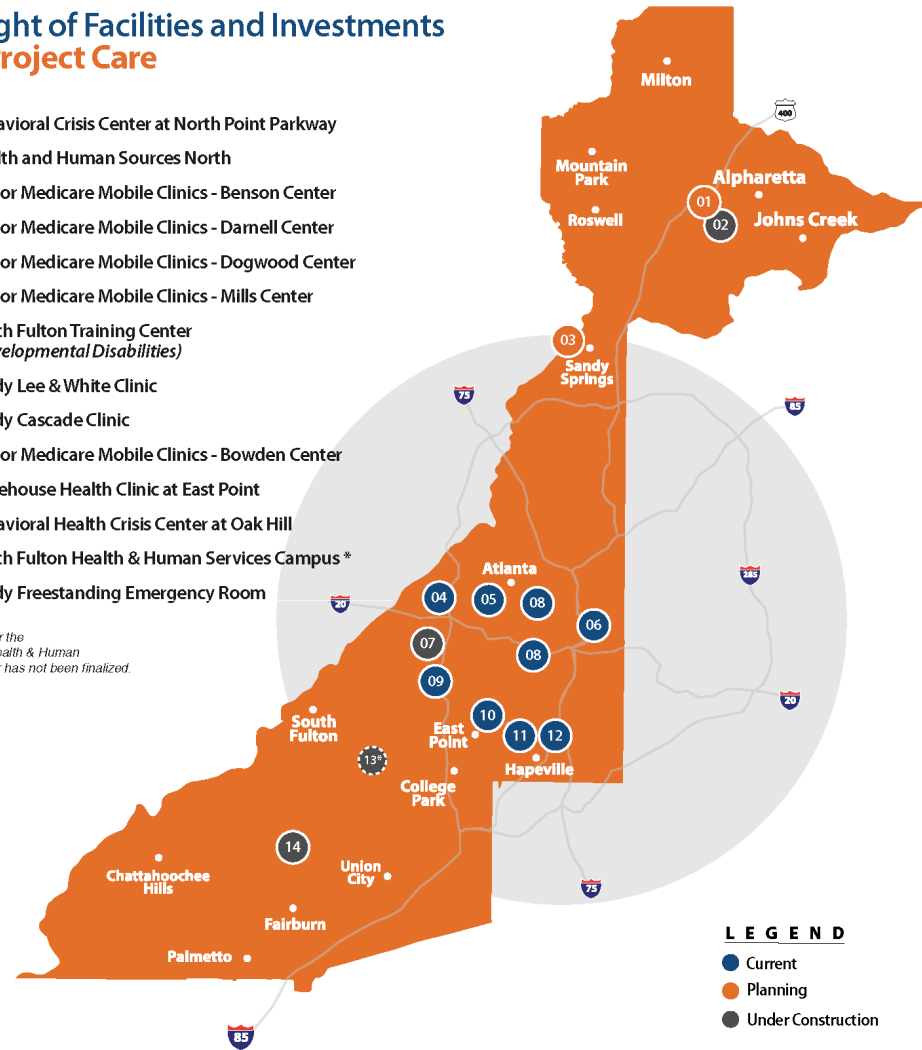 ght of Facilities and Investments
roject Care
avioral Crisis Center at North Point Parkway
lth and Human Sources North
or Medicare Mobile Clinics - Benson Center
or Medicare Mobile Clinics - Darnell Center
or Medicare Mobile Clinics - Dogwood Center
or Medicare Mobile Clinics - Mills Center
th Fulton Training Center
velopmental Disabilities)
dy Lee & White Clinic
dy Cascade Clinic
or Medicare Mobile Clinics - Bowden Center
ehouse Health Clinic at East Point
avioral Health Crisis Center at Oak Hill
th Fulton Health & Human Services Campus *
dy Freestanding Emergency Room
r the
ealth & Human
r has not been finalized.
Milton
400
Mountain
Park
Alpharetta
01
Roswell
02
Johns Creek
03
Sandy
Springs
75
85
Atlanta
285
20
04
05
08
06
07
08
09
20
10
South
Fulton
East
Point
11
12
13*
Hapeville
College
Park
14
Chattahoochee
Hills
Union
City
75
Fairburn
Palmetto
85
LEGEND
Current
Planning
Under Construction